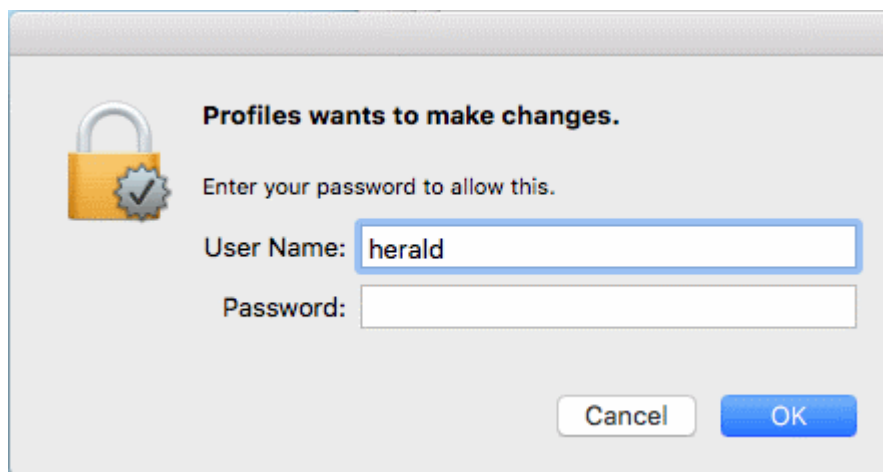 Profiles wants to make changes.
Enter your password to allow this.
User Name: herald
Password:
Cancel OK